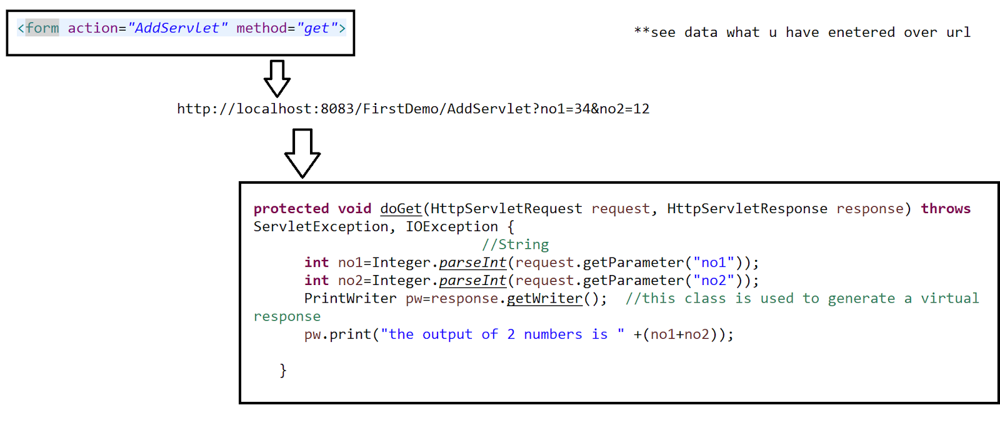 <form action="AddServlet" method="get">
**see data what u have enetered over url
http://localhost:8083/FirstDemo/AddServlet?no1=34&no2=12
protected void doGet(HttpServletRequest request, HttpServletResponse response) throws
ServletException, IOException {
//String
int no1=Integer.parseInt(request.getParameter("no1"));
int no2=Integer.parseInt(request.getParameter("no2"));
PrintWriter pw=response.getWriter();  //this class is used to generate a virtual
response
pw.print("the output of 2 numbers is " +(no1+no2));
}